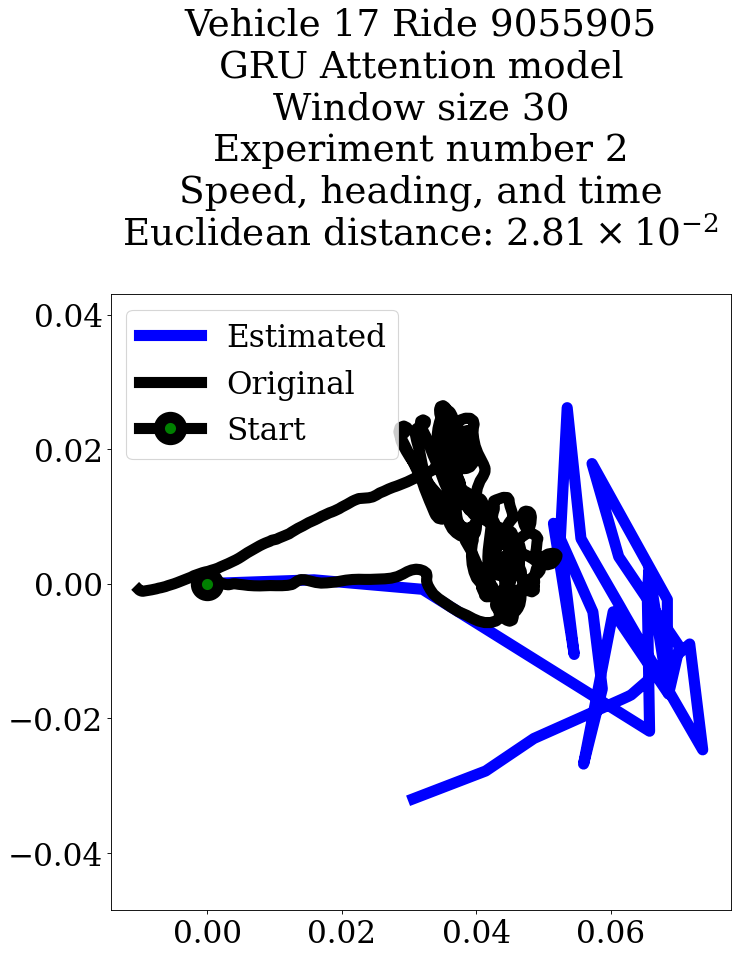 Vehicle 17 Ride 9055905
GRU Attention model
Window size 30
Experiment number 2
Speed, heading, and time
Euclidean distance: 2.81 × 10⁻²
Estimated
Original
Start
0.04
0.02
0.00
−0.02
−0.04
0.00 0.02 0.04 0.06